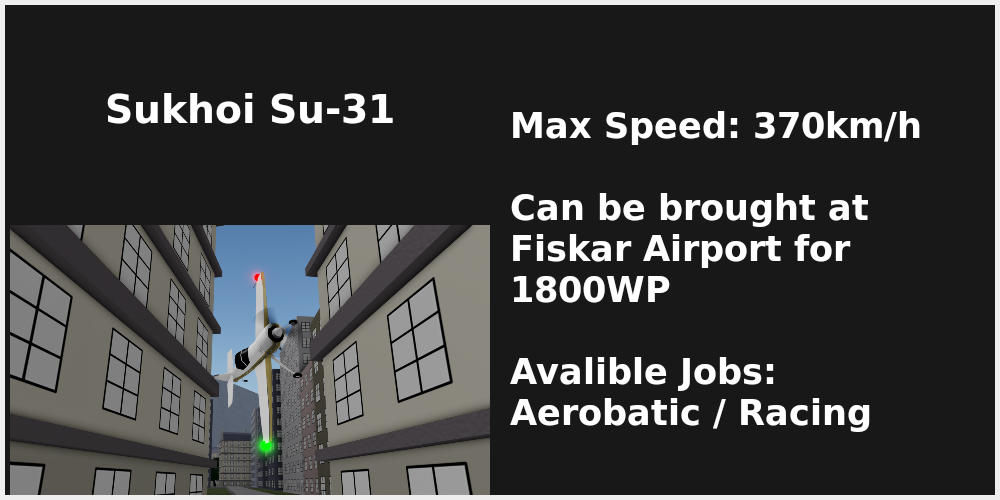 Sukhoi Su-31
Max Speed: 370km/h
Can be brought at
Fiskar Airport for
1800WP
Avalible Jobs:
Aerobatic / Racing